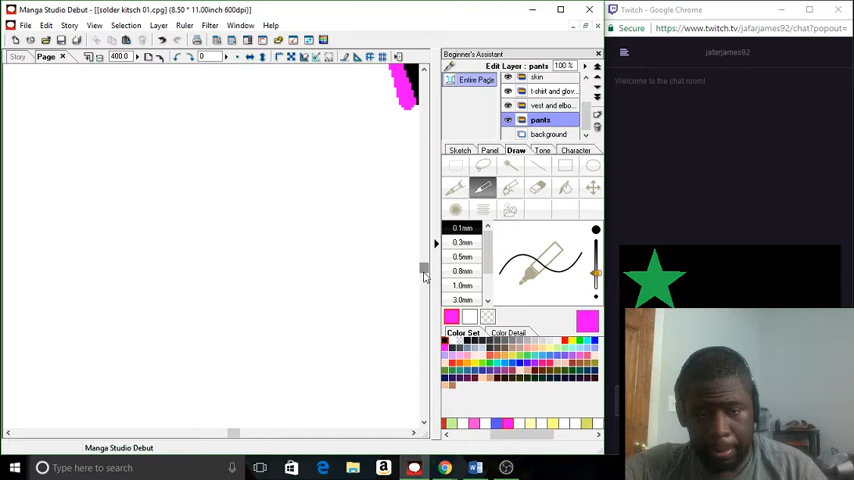 Manga Studio Debut - [[solder kitsch 01.cpg] (8.50 * 11.00inch 600dpi)]
Twitch - Google Chrome
Secure
https://www.twitch.tv/jafarjames92/chat?popout=
File Edit Story View Selection Layer Ruler Filter Window Help
jafarjames92
Welcome to the chat room!
Story Page
400.0
0
Beginner's Assistant
Edit Layer : pants 100 %
Entire Page
skin
t-shirt and glov
vest and elbo
pants
background
Sketch Panel Draw Tone Character
0.1mm
0.3mm
0.5mm
0.8mm
1.0mm
3.0mm
Color Set Color Detail
Manga Studio Debut
Type here to search